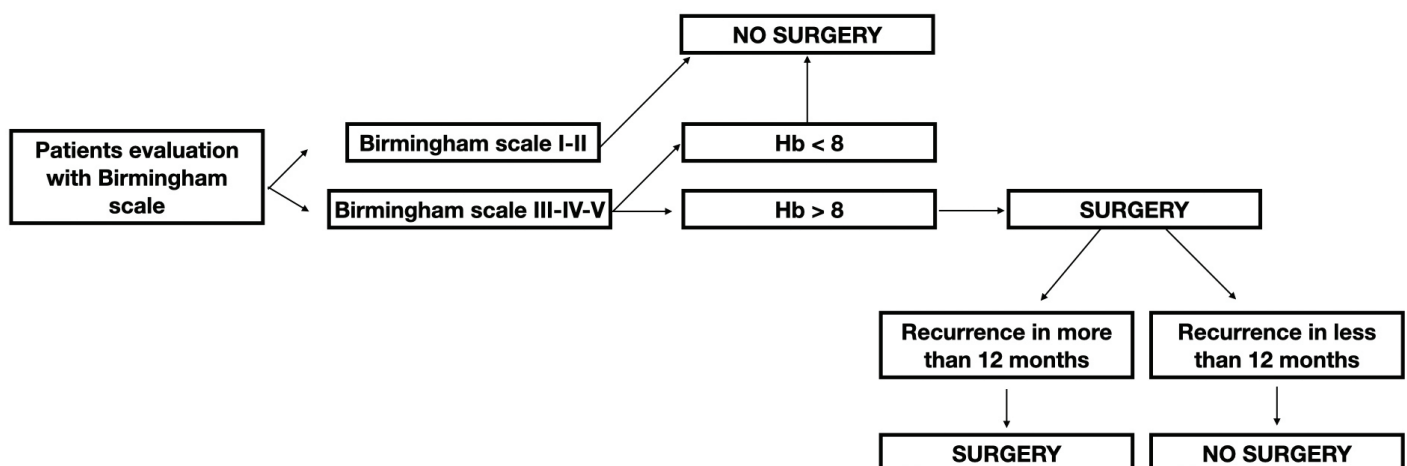 NO SURGERY
Patients evaluation
with Birmingham
scale
Birmingham scale I-II
Hb < 8
Birmingham scale III-IV-V
Hb > 8
SURGERY
Recurrence in more
than 12 months
Recurrence in less
than 12 months
SURGERY
NO SURGERY